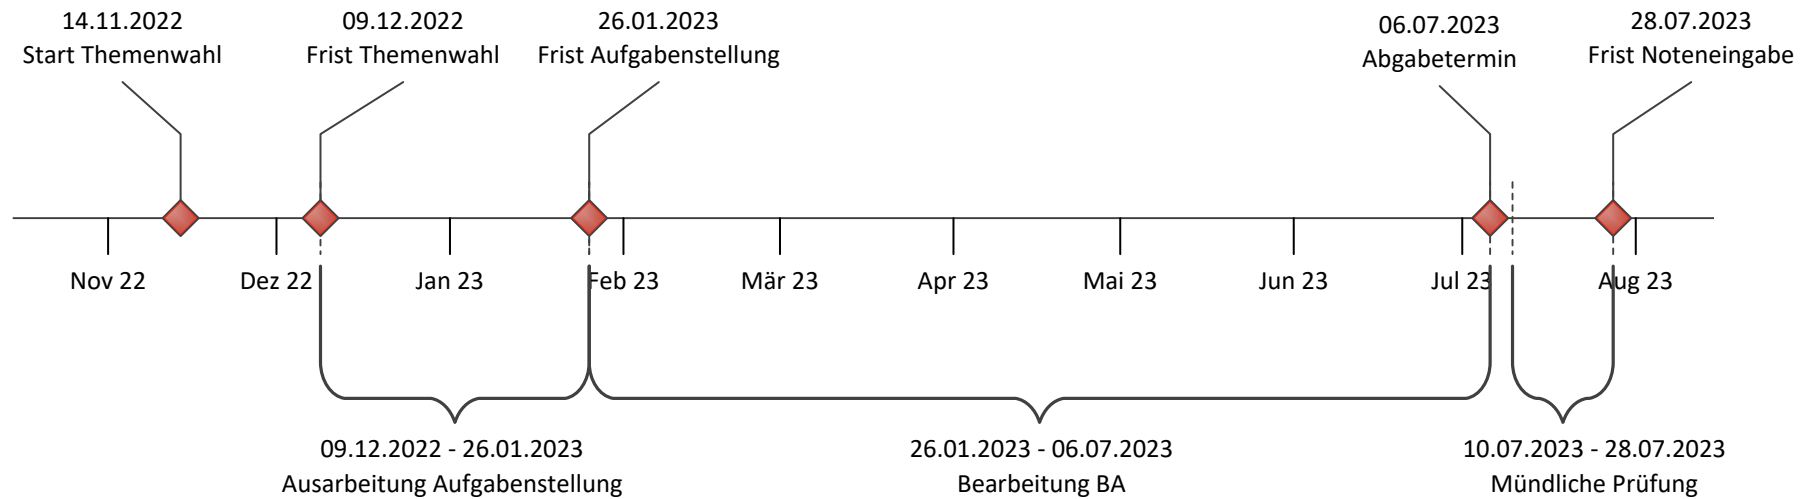 14.11.2022
Start Themenwahl
09.12.2022
Frist Themenwahl
26.01.2023
Frist Aufgabenstellung
06.07.2023
Abgabetermin
28.07.2023
Frist Noteneingabe
Nov 22
Dez 22
Jan 23
Feb 23
Mär 23
Apr 23
Mai 23
Jun 23
Jul 23
Aug 23
09.12.2022 - 26.01.2023
Ausarbeitung Aufgabenstellung
26.01.2023 - 06.07.2023
Bearbeitung BA
10.07.2023 - 28.07.2023
Mündliche Prüfung